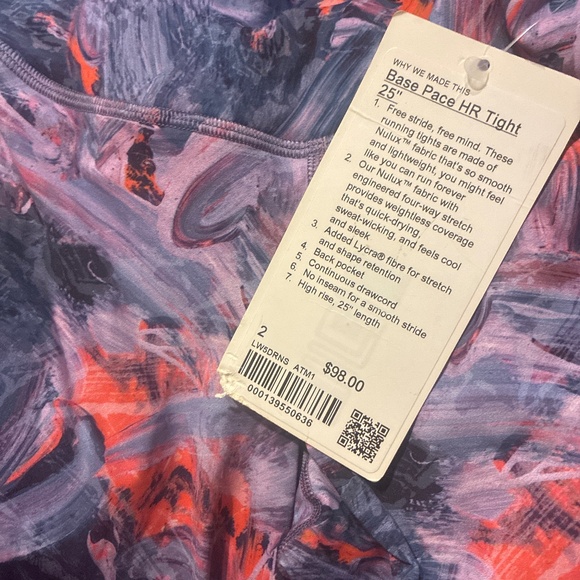 WHY WE MADE THIS
Base Pace HR Tight
25"
1. Free stride, free mind. These
running tights are made of
Nulux™ fabric that's so smooth
and lightweight, you might feel
like you can run forever
2. Our Nulux™ fabric with
engineered four-way stretch
provides weightless coverage
that's quick-drying,
sweat-wicking, and feels cool
and sleek
3. Added Lycra® fibre for stretch
and shape retention
4. Back pocket
5. Continuous drawcord
6. No inseam for a smooth stride
7. High rise, 25" length
2
LW5DRNS ATM1
$98.00
000139550636